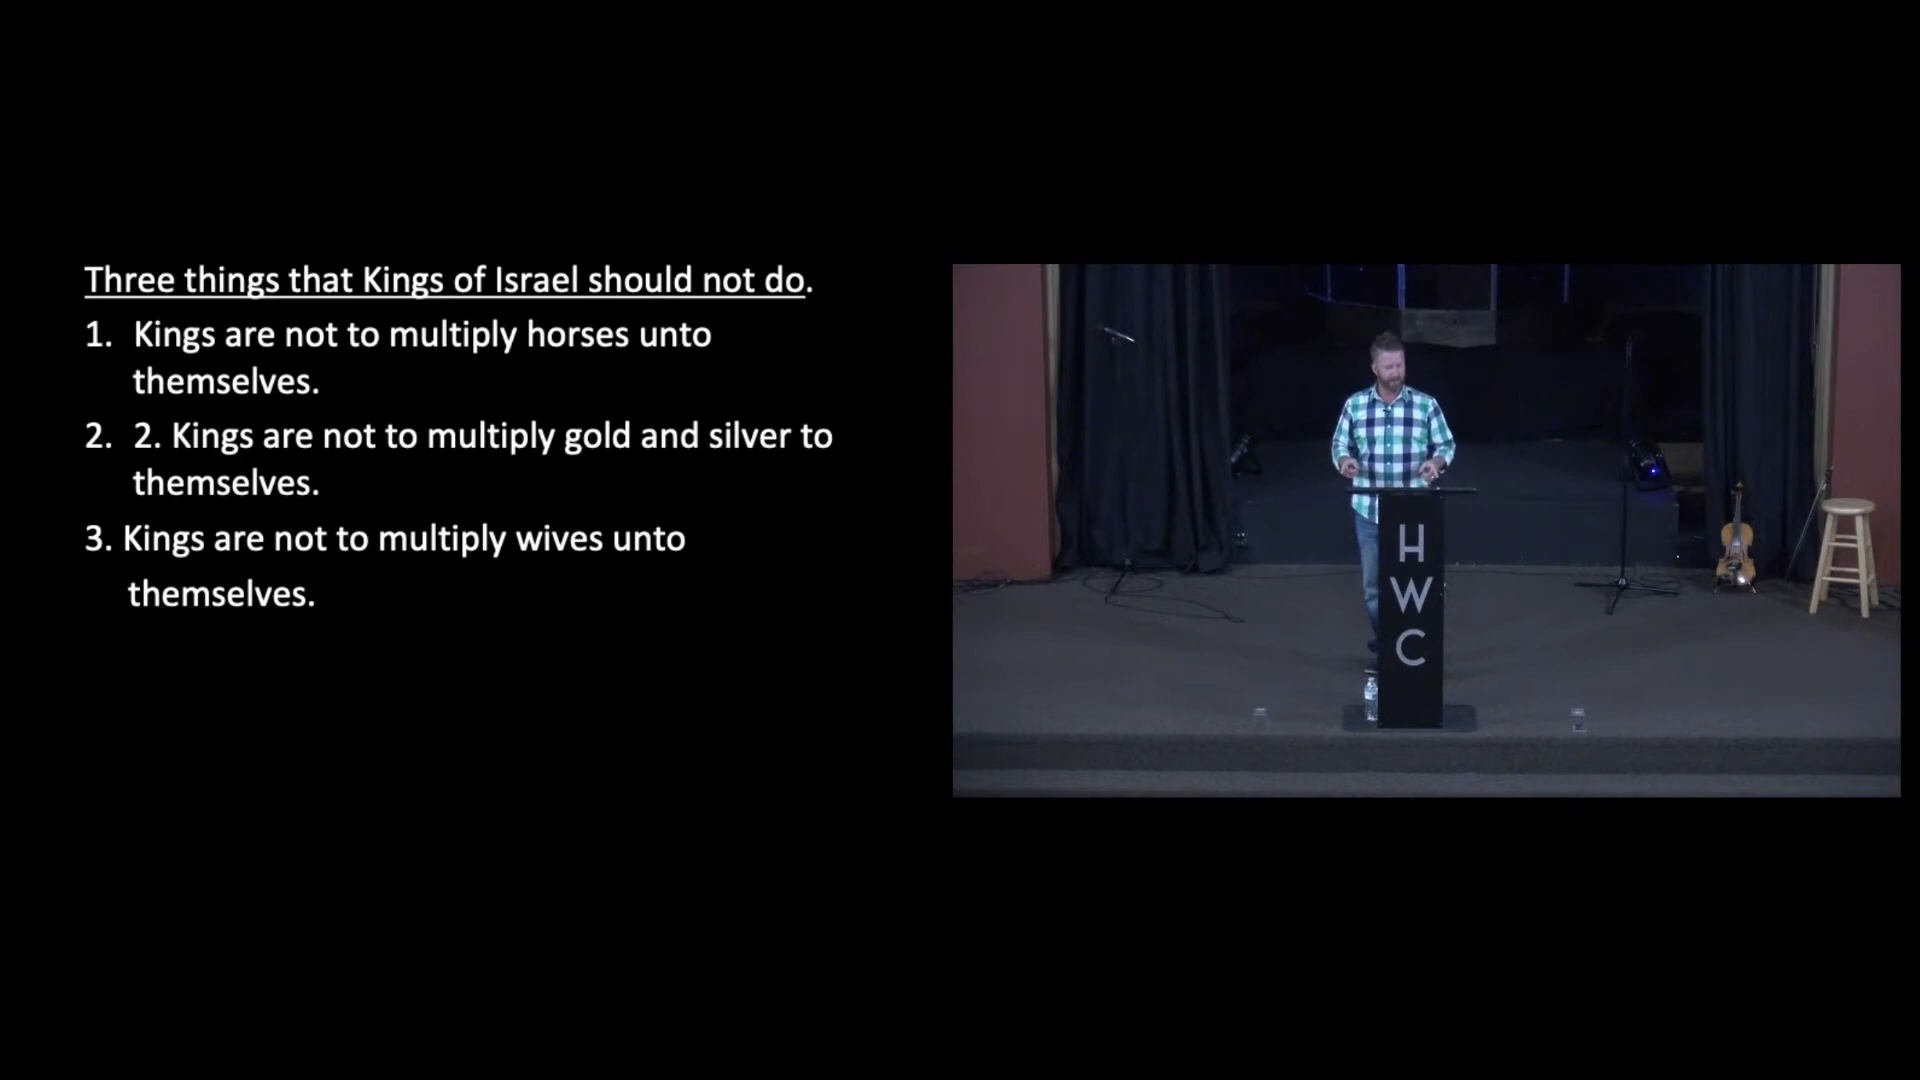 Three things that Kings of Israel should not do.
1. Kings are not to multiply horses unto
themselves.
2. 2. Kings are not to multiply gold and silver to
themselves.
3. Kings are not to multiply wives unto
themselves.
H
W
C